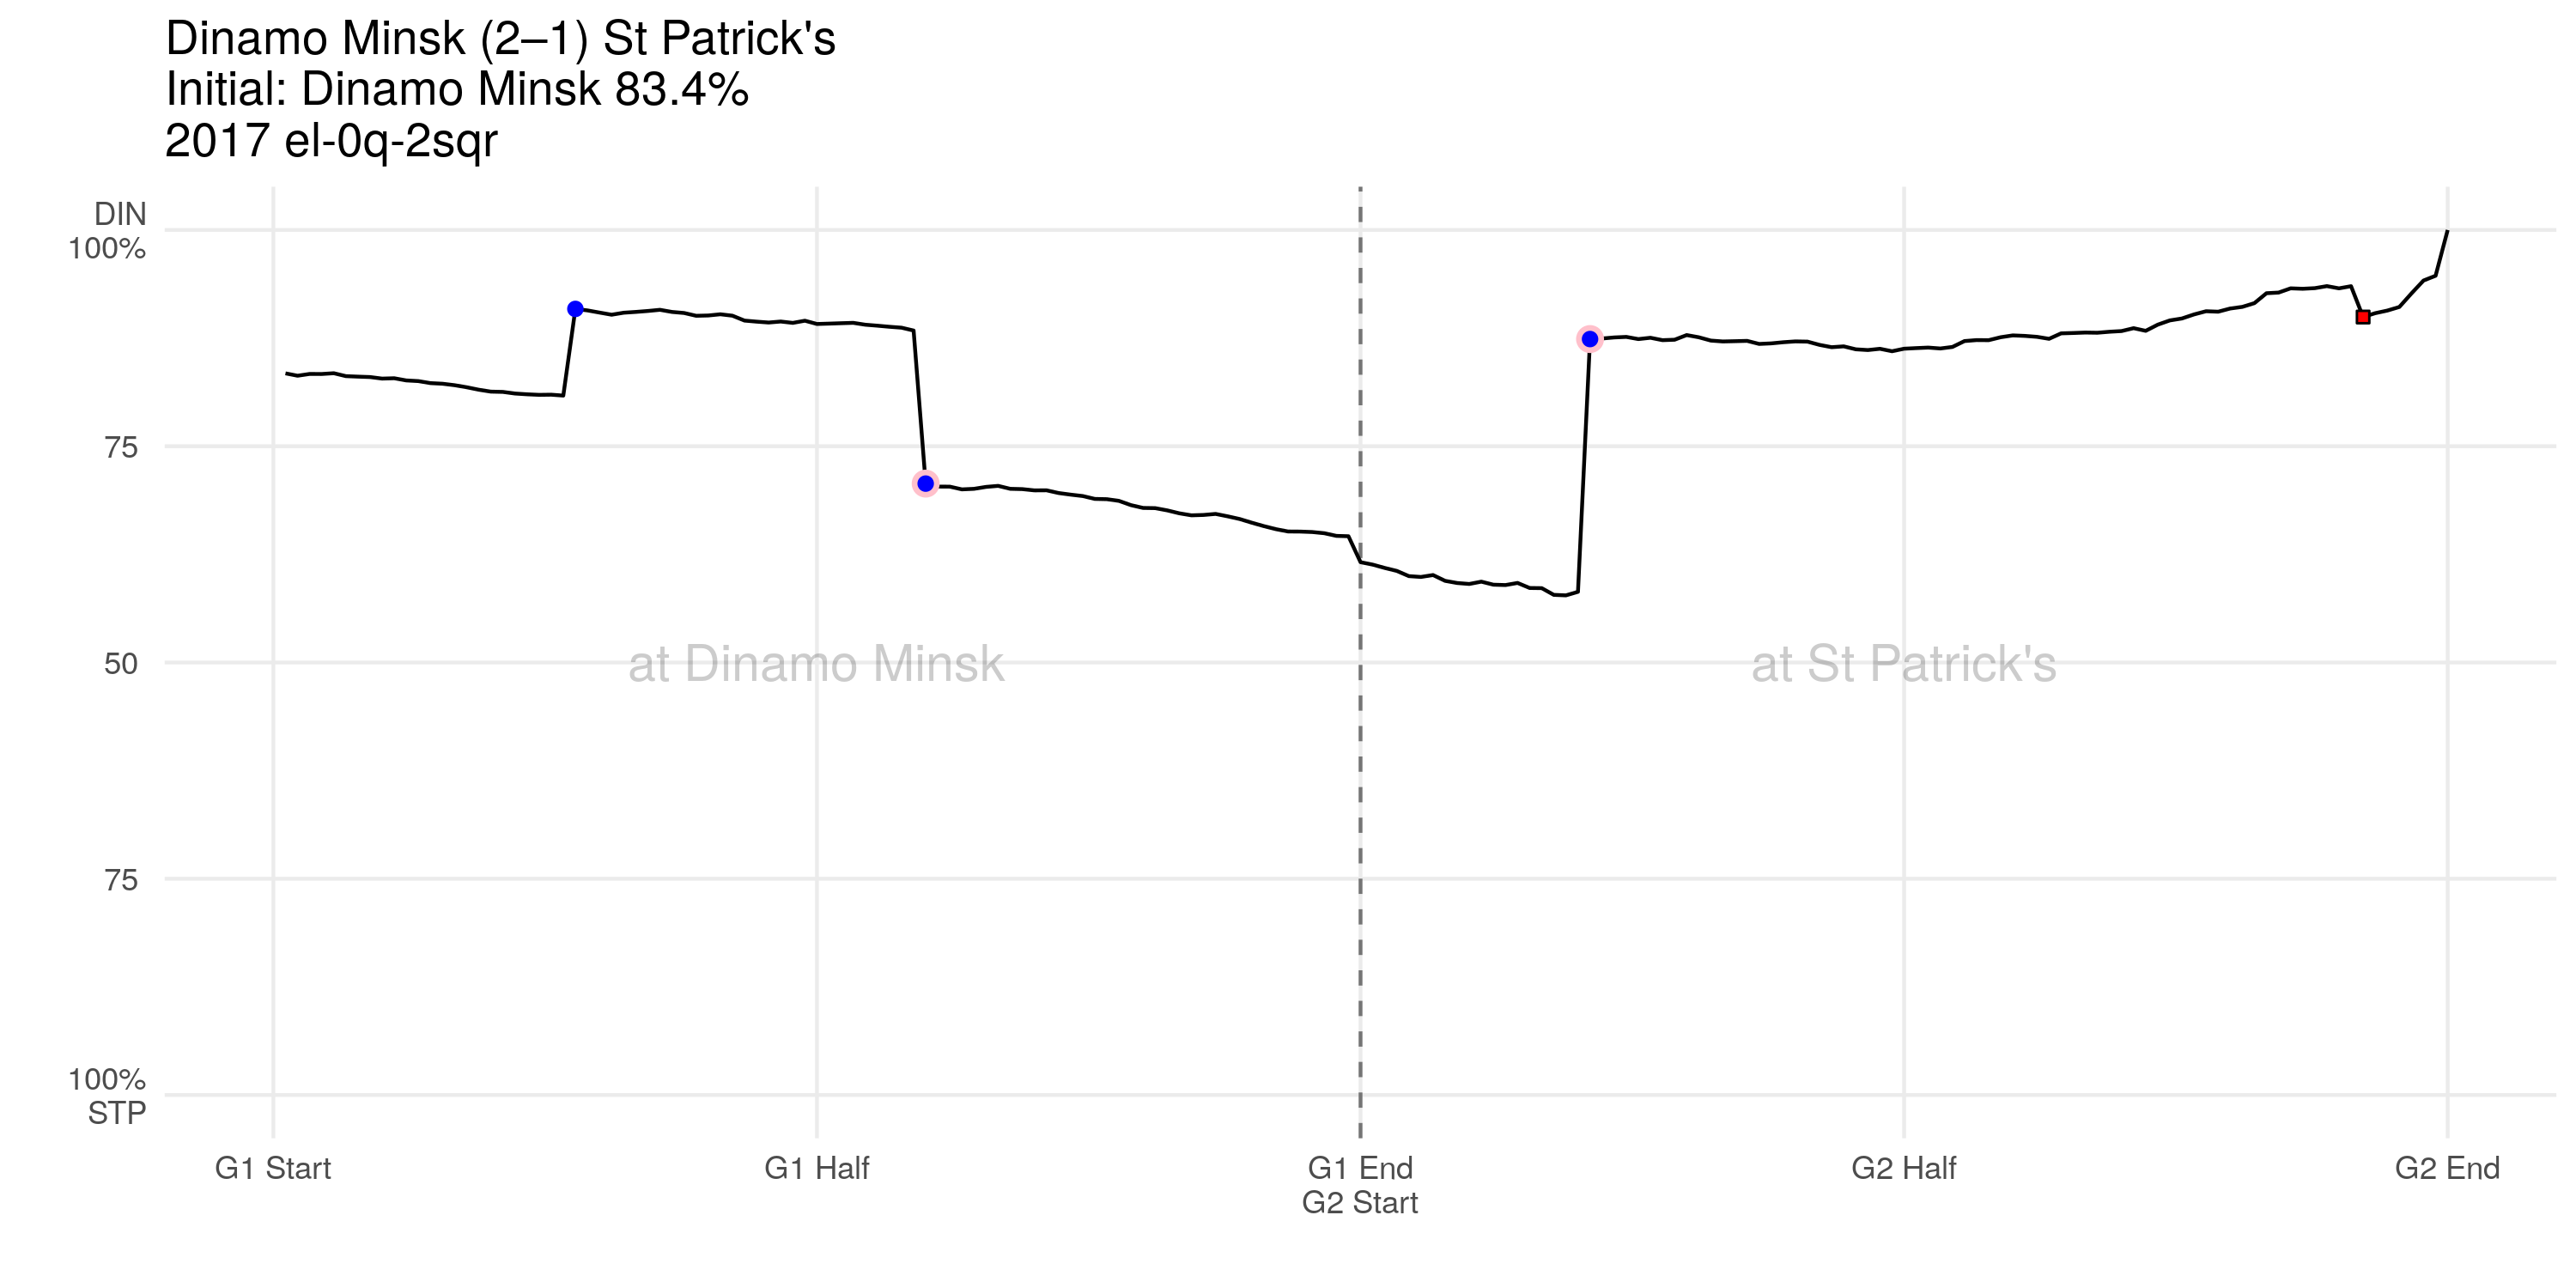 Dinamo Minsk (2–1) St Patrick's
Initial: Dinamo Minsk 83.4%
2017 el-0q-2sqr
DIN
100%
75
50
75
100%
STP
at Dinamo Minsk
at St Patrick's
G1 Start
G1 Half
G1 End
G2 Start
G2 Half
G2 End